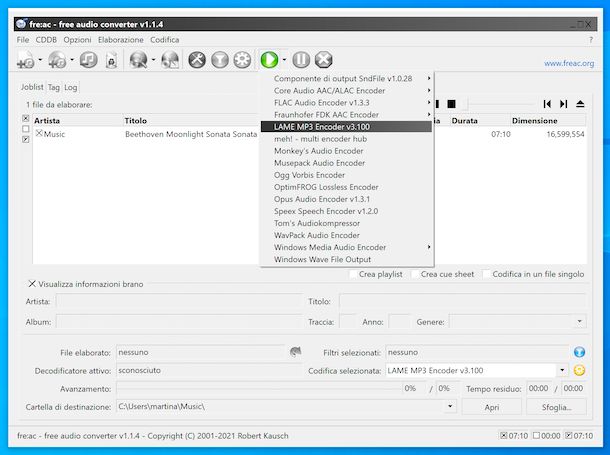 fre:ac - free audio converter v1.1.4
File CDDB Opzioni Elaborazione Codifica ?
www.freac.org
Joblist Tag Log
1 file da elaborare:
Artista Titolo Durata Dimensione
Music Beethoven Moonlight Sonata Sonata 07:10 16,599,554
Componente di output SndFile v1.0.28
Core Audio AAC/ALAC Encoder
FLAC Audio Encoder v1.3.3
Fraunhofer FDK AAC Encoder
LAME MP3 Encoder v3.100
meh! - multi encoder hub
Monkey's Audio Encoder
Musepack Audio Encoder
Ogg Vorbis Encoder
OptimFROG Lossless Encoder
Opus Audio Encoder v1.3.1
Speex Speech Encoder v1.2.0
Tom's Audiokompressor
WavPack Audio Encoder
Windows Media Audio Encoder
Windows Wave File Output
Crea playlist Crea cue sheet Codifica in un file singolo
Visualizza informazioni brano
Artista: Titolo:
Album: Traccia: Anno: Genere:
File elaborato: nessuno Filtri selezionati: nessuno
Decodificatore attivo: sconosciuto Codifica selezionata: LAME MP3 Encoder v3.100
Avanzamento: 0% / 0% Tempo residuo: 00:00 / 00:00
Cartella di destinazione: C:\Users\martina\Music\ Apri Sfoglia...
fre:ac - free audio converter v1.1.4 - Copyright (C) 2001-2021 Robert Kausch 07:10 00:00 07:10